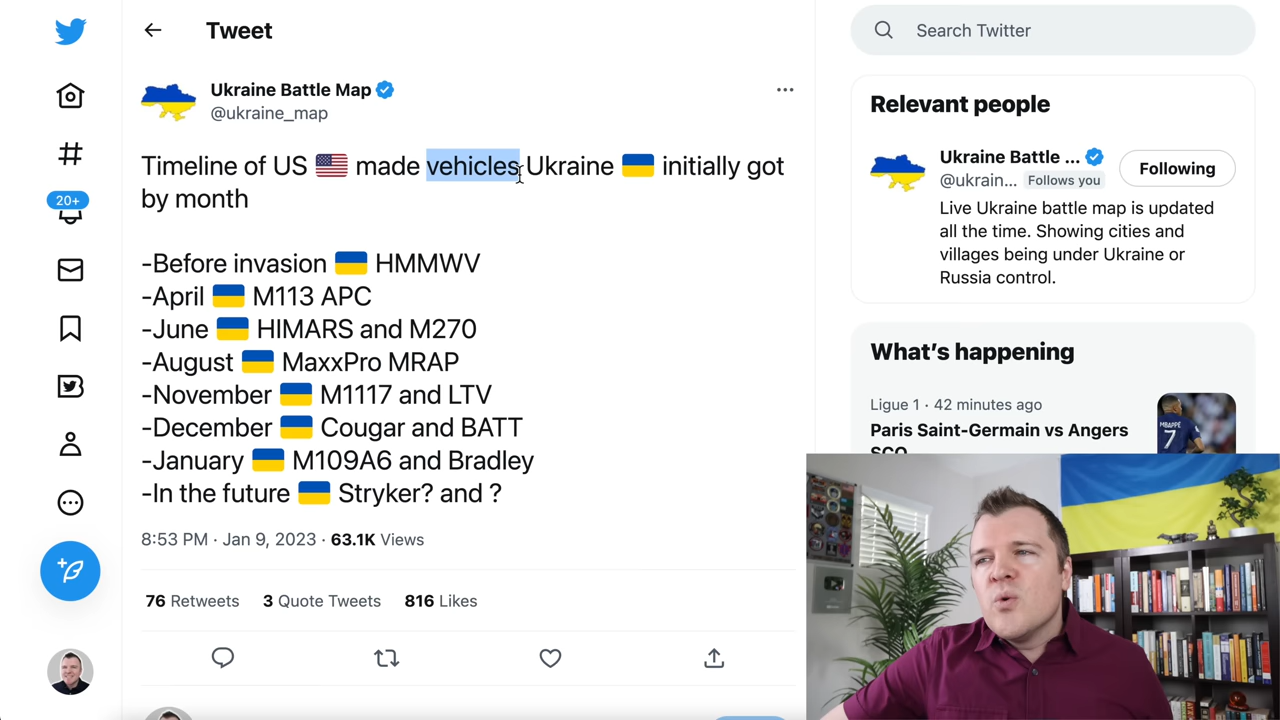 Tweet
Search Twitter
Ukraine Battle Map
@ukraine_map
Timeline of US 🇺🇸 made vehicles Ukraine 🇺🇦 initially got
by month
-Before invasion 🇺🇦 HMMWV
-April 🇺🇦 M113 APC
-June 🇺🇦 HIMARS and M270
-August 🇺🇦 MaxxPro MRAP
-November 🇺🇦 M1117 and LTV
-December 🇺🇦 Cougar and BATT
-January 🇺🇦 M109A6 and Bradley
-In the future 🇺🇦 Stryker? and ?
8:53 PM · Jan 9, 2023 · 63.1K Views
76 Retweets 3 Quote Tweets 816 Likes
20+
Relevant people
Ukraine Battle ...
@ukrain... Follows you
Following
Live Ukraine battle map is updated
all the time. Showing cities and
villages being under Ukraine or
Russia control.
What's happening
Ligue 1 · 42 minutes ago
Paris Saint-Germain vs Angers
SCO
MBAPPÉ
7